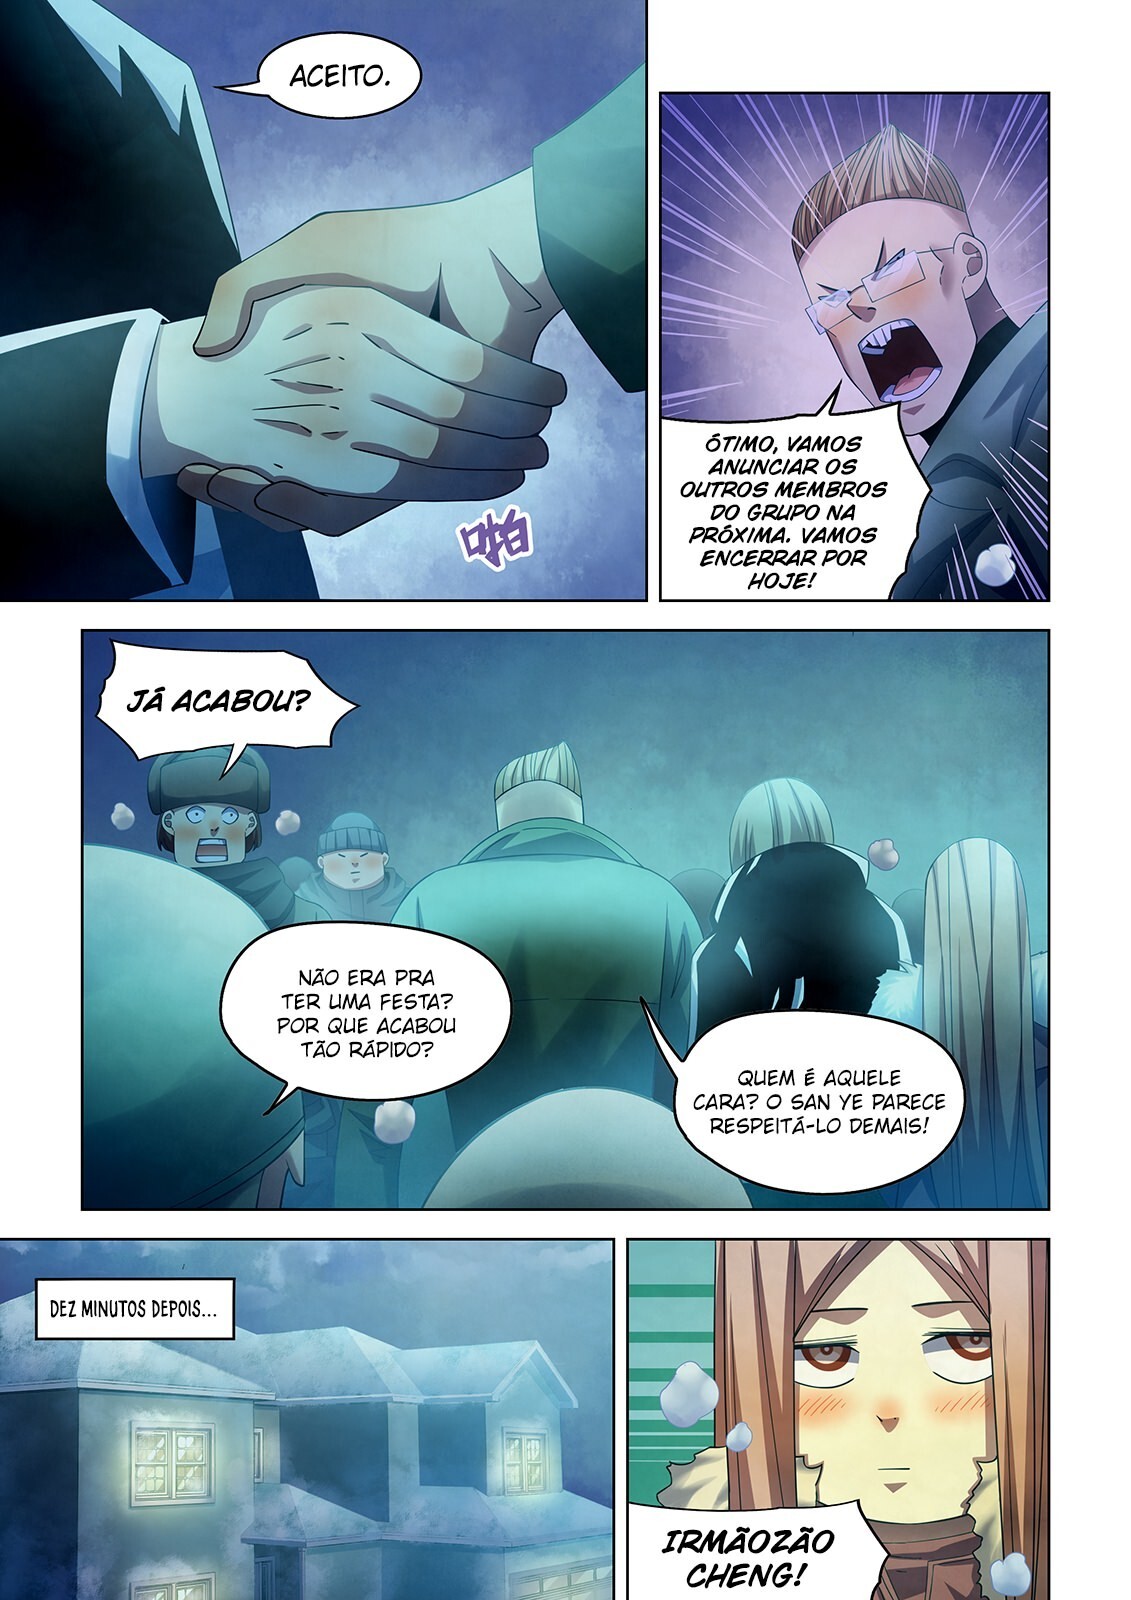 ACEITO.
啪
ÓTIMO, VAMOS
ANUNCIAR OS
OUTROS MEMBROS
DO GRUPO NA
PRÓXIMA. VAMOS
ENCERRAR POR
HOJE!
JÁ ACABOU?
NÃO ERA PRA
TER UMA FESTA?
POR QUE ACABOU
TÃO RÁPIDO?
QUEM É AQUELE
CARA? O SAN YE PARECE
RESPEITÁ-LO DEMAIS!
DEZ MINUTOS DEPOIS...
IRMÃOZÃO
CHENG!